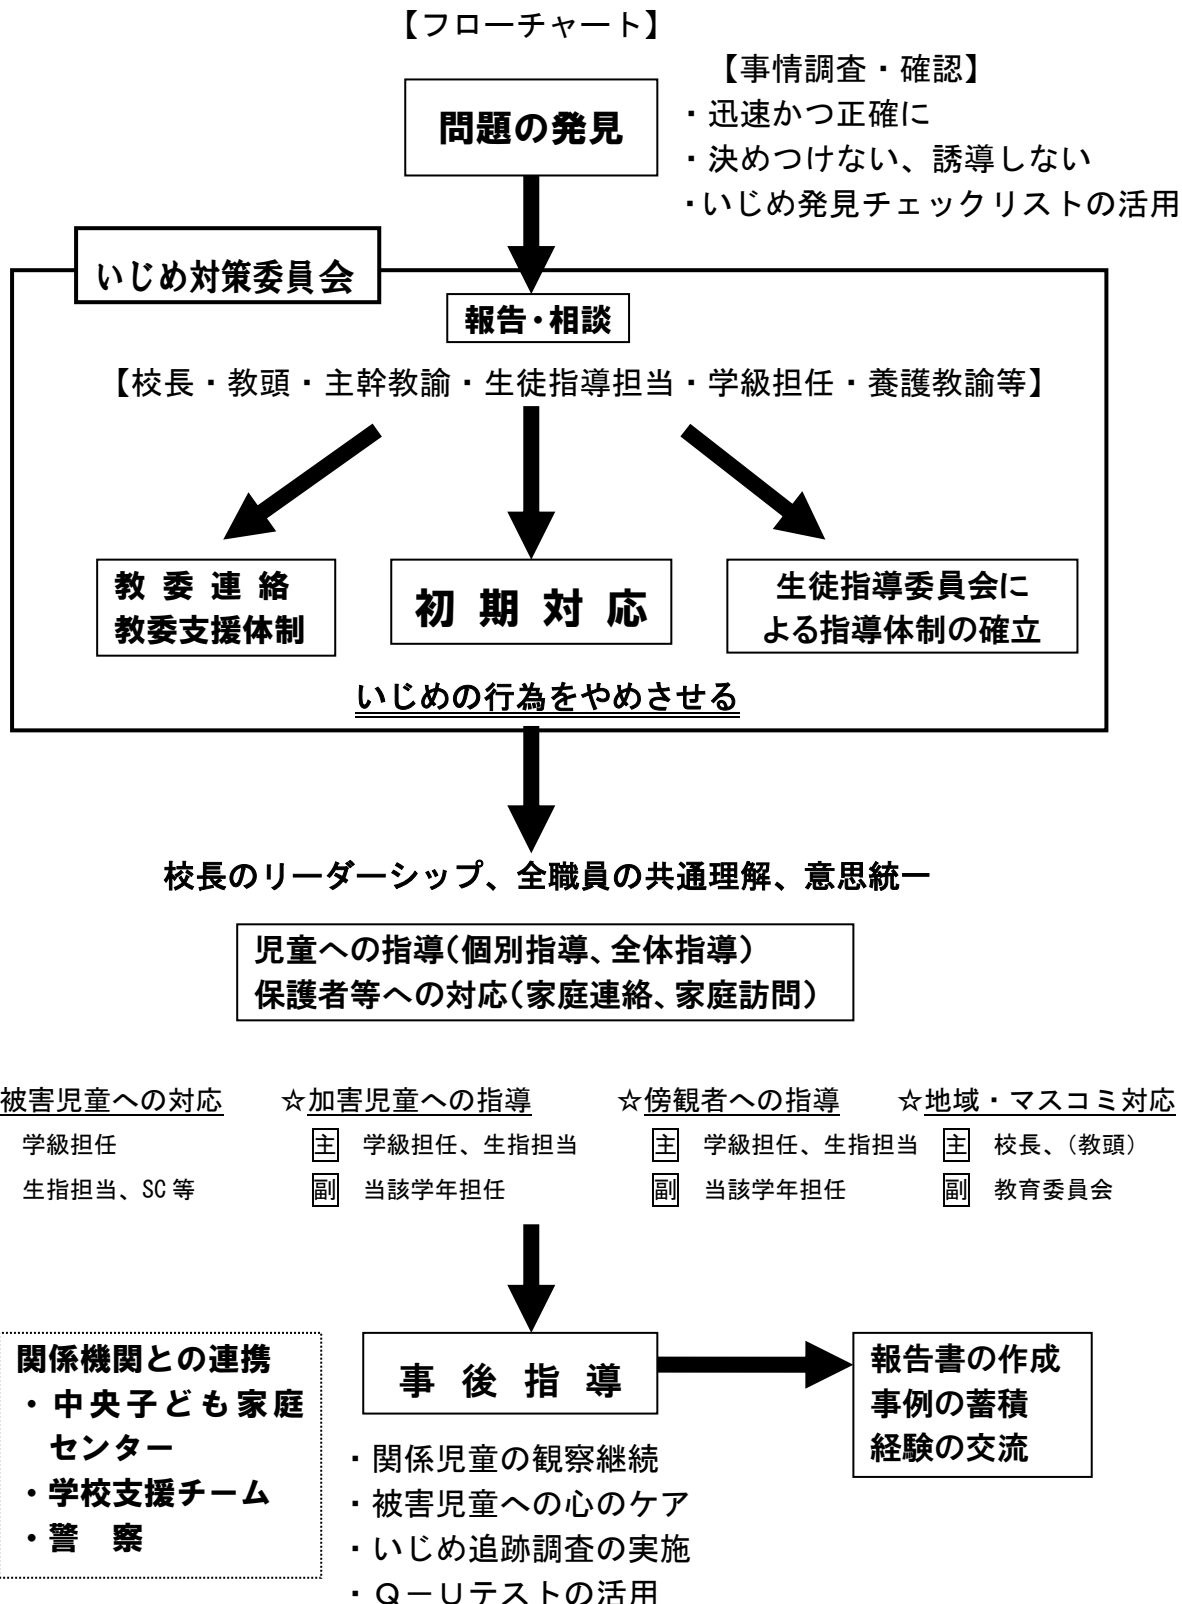 【フローチャート】
【事情調査・確認】
問題の発見
・迅速かつ正確に
・決めつけない、誘導しない
・いじめ発見チェックリストの活用
いじめ対策委員会
報告・相談
【校長・教頭・主幹教諭・生徒指導担当・学級担任・養護教諭等】
教委連絡
教委支援体制
初期対応
生徒指導委員会に
よる指導体制の確立
いじめの行為をやめさせる
校長のリーダーシップ、全職員の共通理解、意思統一
児童への指導（個別指導、全体指導）
保護者等への対応（家庭連絡、家庭訪問）
被害児童への対応
学級担任
生指担当、SC等
☆加害児童への指導
主 学級担任、生指担当
副 当該学年担任
☆傍観者への指導
主 学級担任、生指担当
副 当該学年担任
☆地域・マスコミ対応
主 校長、（教頭）
副 教育委員会
関係機関との連携
・中央子ども家庭
センター
・学校支援チーム
・警 察
事後指導
・関係児童の観察継続
・被害児童への心のケア
・いじめ追跡調査の実施
・Q－Uテストの活用
報告書の作成
事例の蓄積
経験の交流